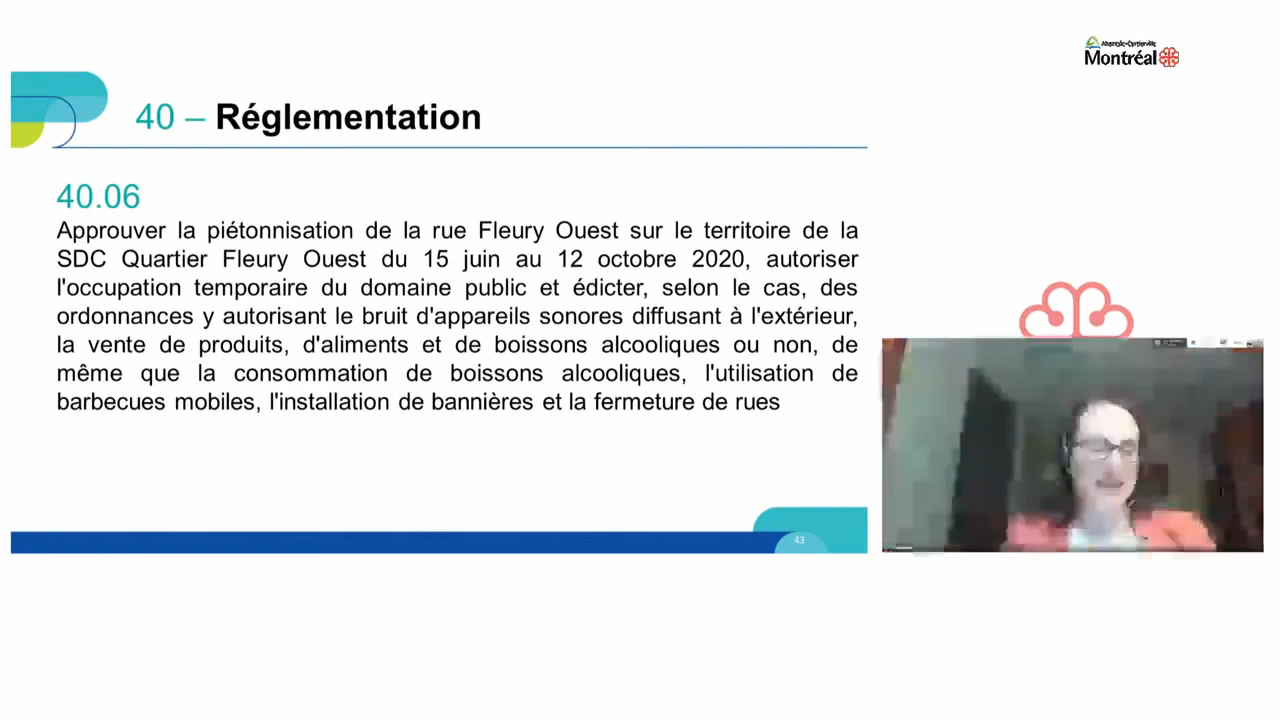 Ahuntsic-Cartierville
Montréal
40 – Réglementation
40.06
Approuver la piétonnisation de la rue Fleury Ouest sur le territoire de la
SDC Quartier Fleury Ouest du 15 juin au 12 octobre 2020, autoriser
l'occupation temporaire du domaine public et édicter, selon le cas, des
ordonnances y autorisant le bruit d'appareils sonores diffusant à l'extérieur,
la vente de produits, d'aliments et de boissons alcooliques ou non, de
même que la consommation de boissons alcooliques, l'utilisation de
barbecues mobiles, l'installation de bannières et la fermeture de rues
43